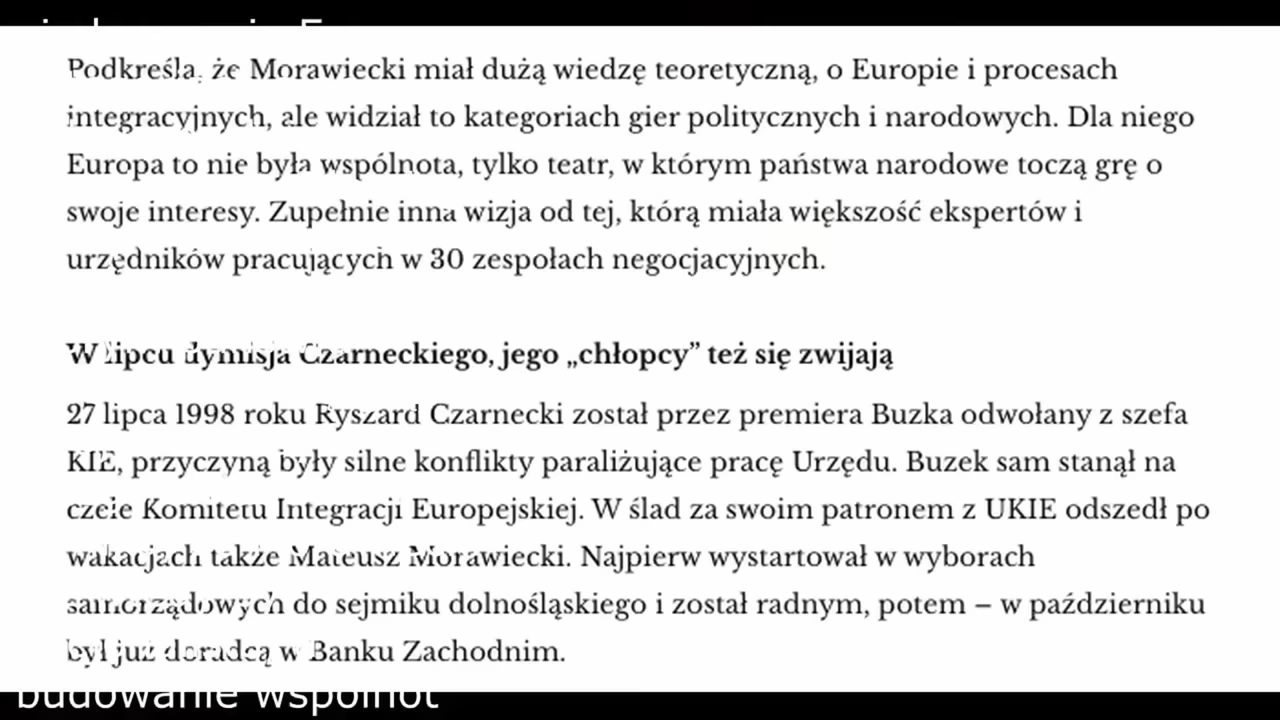 Podkreśla, że Morawiecki miał dużą wiedzę teoretyczną, o Europie i procesach
integracyjnych, ale widział to kategoriach gier politycznych i narodowych. Dla niego
Europa to nie była wspólnota, tylko teatr, w którym państwa narodowe toczą grę o
swoje interesy. Zupełnie inna wizja od tej, którą miała większość ekspertów i
urzędników pracujących w 30 zespołach negocjacyjnych.
W lipcu dymisja Czarneckiego, jego „chłopcy” też się zwijają
27 lipca 1998 roku Ryszard Czarnecki został przez premiera Buzka odwołany z szefa
KIE, przyczyną były silne konflikty paraliżujące pracę Urzędu. Buzek sam stanął na
czele Komitetu Integracji Europejskiej. W ślad za swoim patronem z UKIE odszedł po
wakacjach także Mateusz Morawiecki. Najpierw wystartował w wyborach
samorządowych do sejmiku dolnośląskiego i został radnym, potem – w październiku
był już doradcą w Banku Zachodnim.
budowanie wspólnot